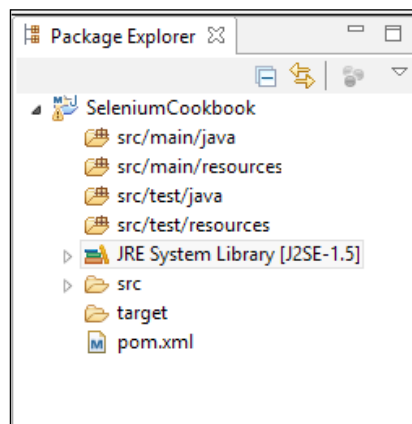 Package Explorer
SeleniumCookbook
src/main/java
src/main/resources
src/test/java
src/test/resources
JRE System Library [J2SE-1.5]
src
target
pom.xml